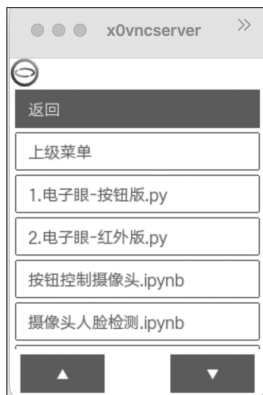 x0vncserver
返回
上级菜单
1.电子眼-按钮版.py
2.电子眼-红外版.py
按钮控制摄像头.ipynb
摄像头人脸检测.ipynb